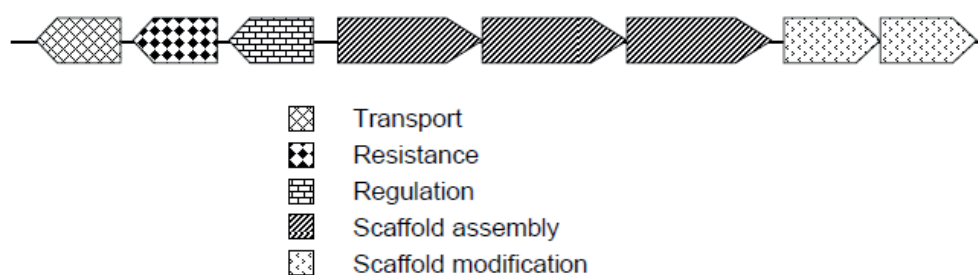 Transport
Resistance
Regulation
Scaffold assembly
Scaffold modification